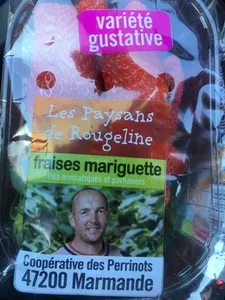 variété
gustative
Les Paysans
de Rougeline
fraises mariguette
Très aromatiques et parfumées
Coopérative des Perrinots
47200 Marmande